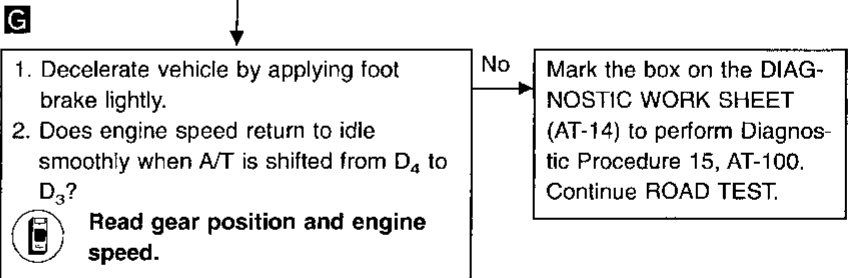 G
1. Decelerate vehicle by applying foot
brake lightly.
2. Does engine speed return to idle
smoothly when A/T is shifted from D₄ to
D₃?
Read gear position and engine
speed.
No
Mark the box on the DIAG-
NOSTIC WORK SHEET
(AT-14) to perform Diagnos-
tic Procedure 15, AT-100.
Continue ROAD TEST.